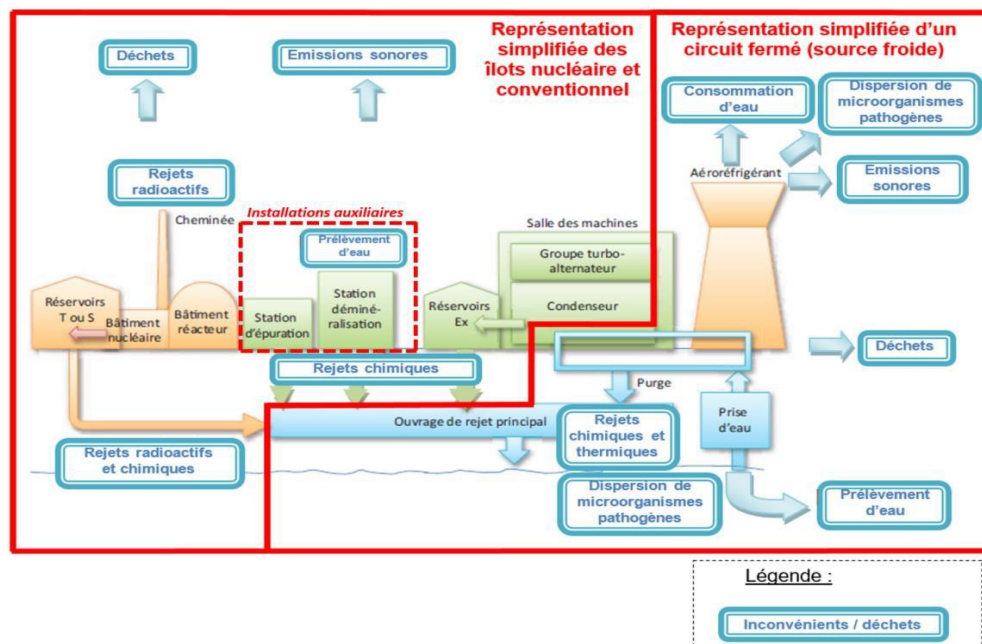 Représentation
simplifiée des
îlots nucléaire et
conventionnel
Représentation simplifiée d'un
circuit fermé (source froide)
Déchets
Emissions sonores
Consommation
d'eau
Dispersion de
microorganismes
pathogènes
Rejets
radioactifs
Aéroréfrigérant
Emissions
sonores
Cheminée
Installations auxiliaires
Prélèvement
d'eau
Salle des machines
Groupe turbo-
alternateur
Réservoirs
T ou S
Bâtiment
nucléaire
Bâtiment
réacteur
Station
d'épuration
Station
déminé-
ralisation
Réservoirs
Ex
Condenseur
Déchets
Rejets chimiques
Purge
Ouvrage de rejet principal
Rejets
chimiques et
thermiques
Prise
d'eau
Rejets radioactifs
et chimiques
Dispersion de
microorganismes
pathogènes
Prélèvement
d'eau
Légende :
Inconvénients / déchets